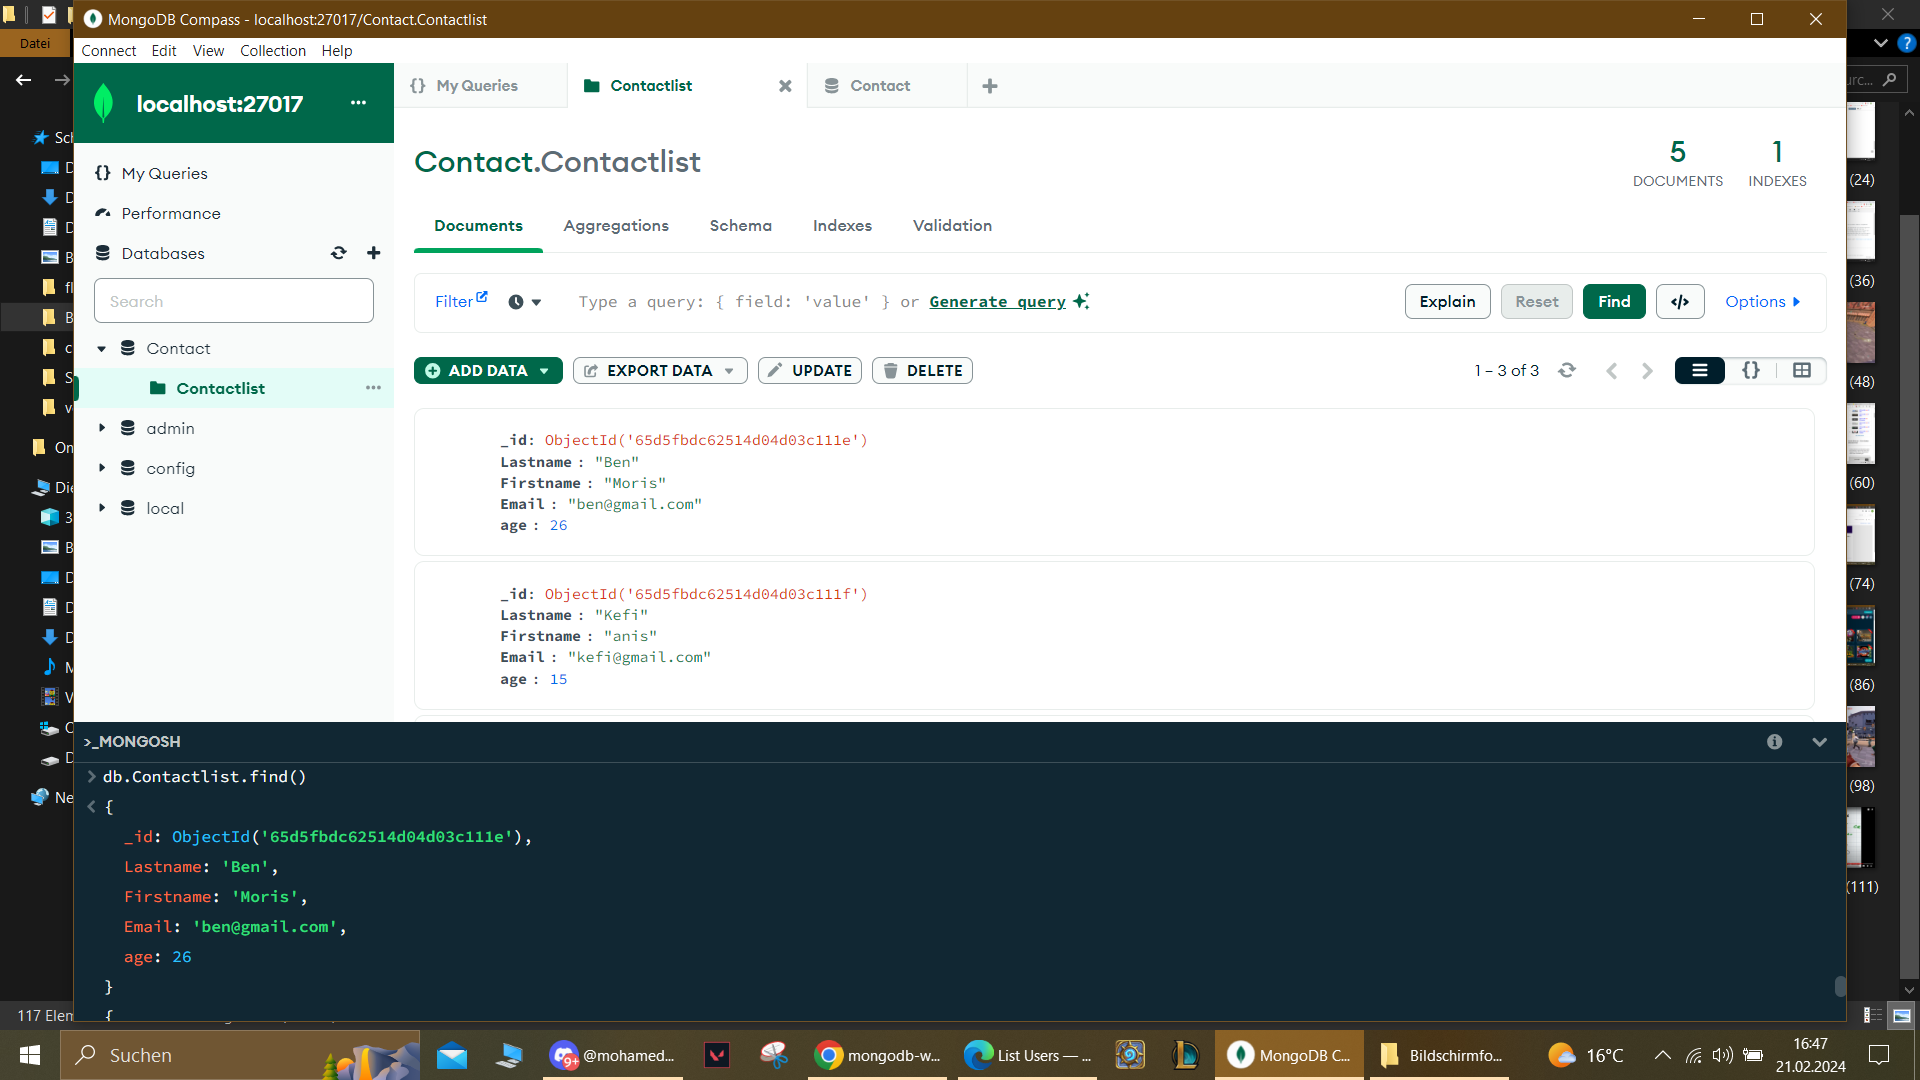 MongoDB Compass - localhost:27017/Contact.Contactlist
Datei
Connect Edit View Collection Help
localhost:27017
My Queries
Contactlist
Contact
My Queries
Performance
Databases
Search
Contact
Contactlist
admin
config
local
Contact.Contactlist
5
DOCUMENTS
1
INDEXES
Documents Aggregations Schema Indexes Validation
Filter
Type a query: { field: 'value' } or Generate query
Explain Reset Find </> Options
ADD DATA EXPORT DATA UPDATE DELETE
1 – 3 of 3
_id: ObjectId('65d5fbdc62514d04d03c111e')
Lastname : "Ben"
Firstname : "Moris"
Email : "ben@gmail.com"
age : 26
_id: ObjectId('65d5fbdc62514d04d03c111f')
Lastname : "Kefi"
Firstname : "anis"
Email : "kefi@gmail.com"
age : 15
>_MONGOSH
> db.Contactlist.find()
< {
_id: ObjectId('65d5fbdc62514d04d03c111e'),
Lastname: 'Ben',
Firstname: 'Moris',
Email: 'ben@gmail.com',
age: 26
}
{
(24)
(36)
(48)
(60)
(74)
(86)
(98)
(111)
117 Elem
Suchen
9+
@mohamed...
mongodb-w...
List Users — ...
MongoDB C...
Bildschirmfo...
16°C
16:47
21.02.2024